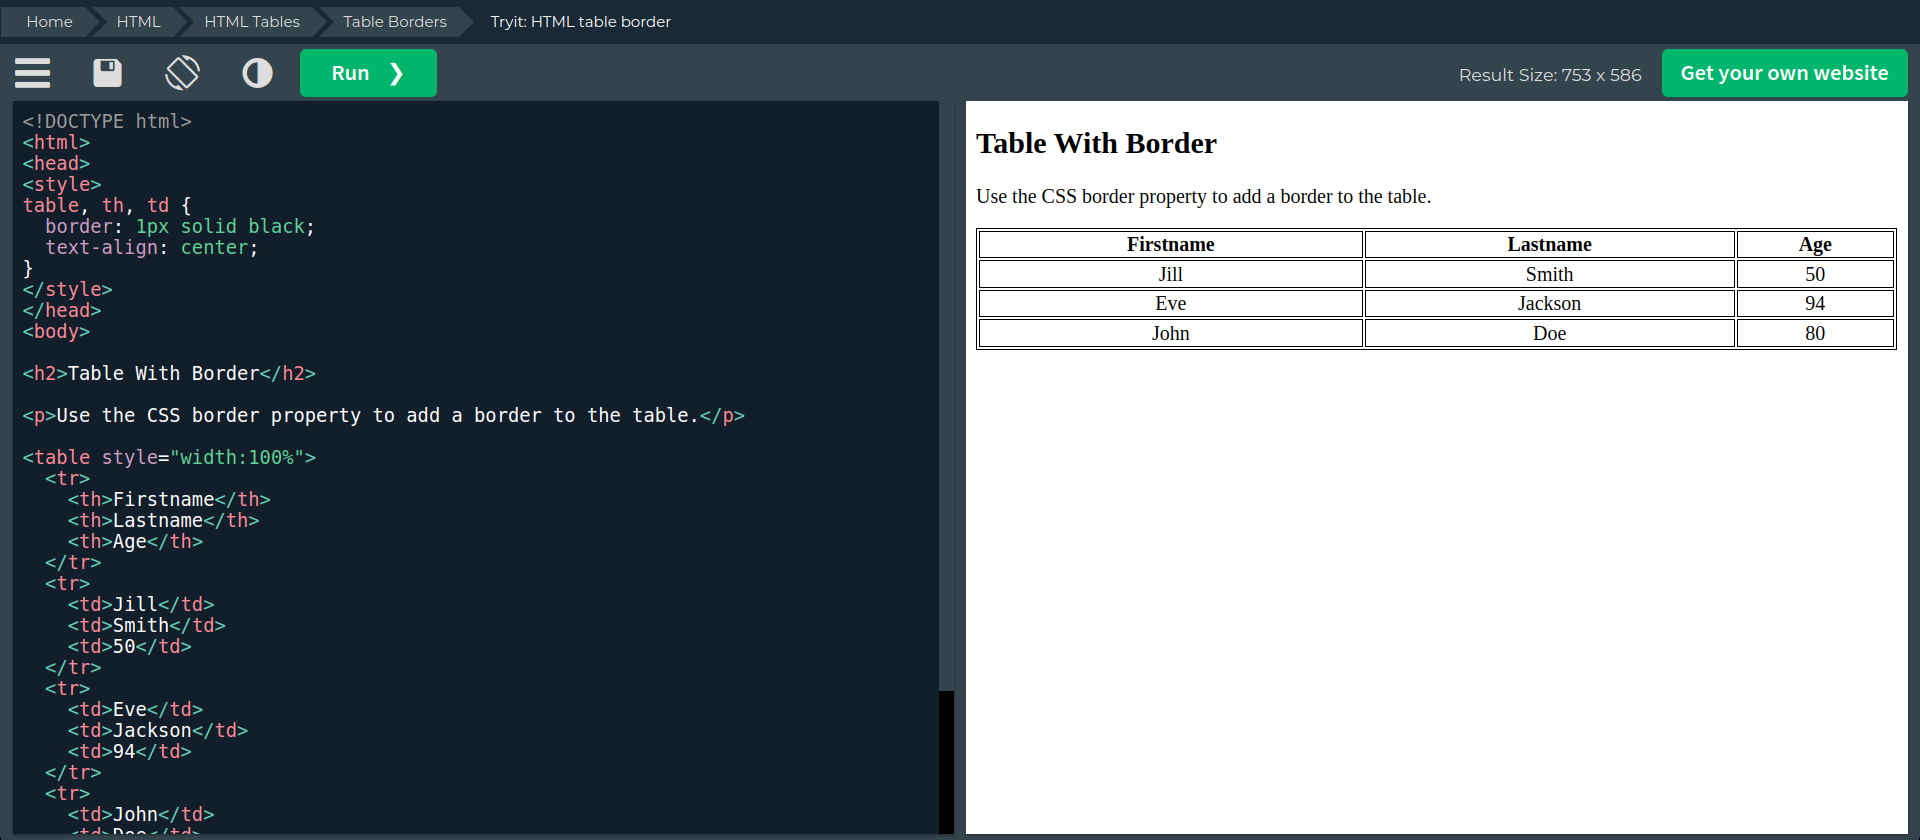 Home HTML HTML Tables Table Borders Tryit: HTML table border
Run ❯ Result Size: 753 x 586 Get your own website
<!DOCTYPE html>
<html>
<head>
<style>
table, th, td {
  border: 1px solid black;
  text-align: center;
}
</style>
</head>
<body>

<h2>Table With Border</h2>

<p>Use the CSS border property to add a border to the table.</p>

<table style="width:100%">
  <tr>
    <th>Firstname</th>
    <th>Lastname</th>
    <th>Age</th>
  </tr>
  <tr>
    <td>Jill</td>
    <td>Smith</td>
    <td>50</td>
  </tr>
  <tr>
    <td>Eve</td>
    <td>Jackson</td>
    <td>94</td>
  </tr>
  <tr>
    <td>John</td>
    <td>Doe</td>
Table With Border
Use the CSS border property to add a border to the table.
Firstname Lastname Age
Jill Smith 50
Eve Jackson 94
John Doe 80